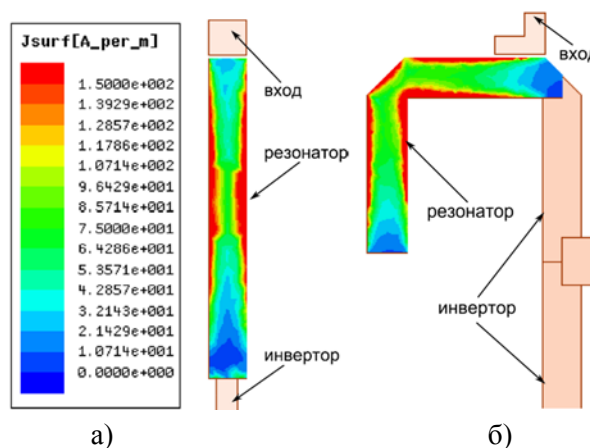 Jsurf[A_per_m]
1.5000e+002
1.3929e+002
1.2857e+002
1.1786e+002
1.0714e+002
9.6429e+001
8.5714e+001
7.5000e+001
6.4286e+001
5.3571e+001
4.2857e+001
3.2143e+001
2.1429e+001
1.0714e+001
0.0000e+000
вход
резонатор
инвертор
вход
резонатор
инвертор
а)
б)